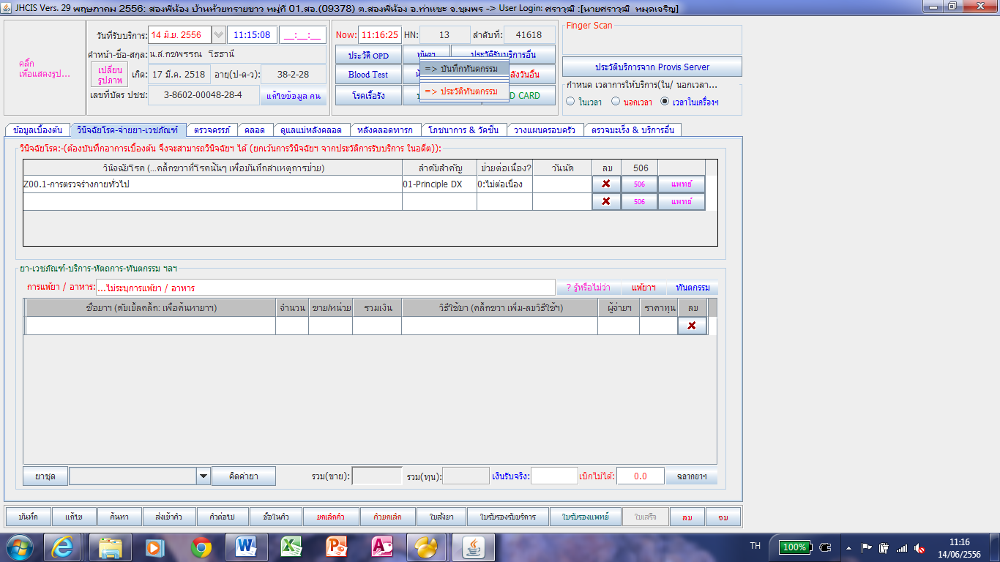 JHCIS Vers. 29 พฤษภาคม 2556: สองพี่น้อง บ้านห้วยทรายขาว หมู่ที่ 01,สอ.(09378) ต.สองพี่น้อง อ.ท่าแซะ จ.ชุมพร -> User Login: ศราวุฒิ :[นายศราวุฒิ หมุดเจริญ]
คลิ๊ก
เพื่อแสดงรูป...
วันที่รับบริการ: 14 มิ.ย. 2556 11:15:08 __:__:__
คำหน้า-ชื่อ-สกุล: น.ส.กชพรรณ โรธานี
เปลี่ยน
รูปภาพ
เกิด: 17 มี.ค. 2518 อายุ(ป-ด-ว): 38-2-28
เลขที่บัตร ปชช: 3-8602-00048-28-4 แก้ไขข้อมูล คน
Now: 11:16:25 HN: 13 ลำดับที่: 41618
ประวัติ OPD ทันตฯ ประวัติรับบริการอื่น
Blood Test => บันทึกทันตกรรม ลังวันอื่น
โรคเรื้อรัง => ประวัติทันตกรรม CARD
Finger Scan
ประวัติบริการจาก Provis Server
กำหนด เวลาการให้บริการ(ใน/ นอกเวลา...
ในเวลา นอกเวลา เวลาในเครื่องฯ
ข้อมูลเบื้องต้น วินิจฉัยโรค-จ่ายยา-เวชภัณฑ์ ตรวจครรภ์ คลอด ดูแลแม่หลังคลอด หลังคลอดทารก โภชนาการ & วัคซีน วางแผนครอบครัว ตรวจมะเร็ง & บริการอื่น
วินิจฉัยโรค:-(ต้องบันทึกอาการเบื้องต้น จึงจะสามารถวินิจฉัยฯ ได้ (ยกเว้นการวินิจฉัยฯ จากประวัติการรับบริการ ในอดีต)):
วินิจฉัยโรค (...คลิ้กขวาที่โรคนั้นๆ เพื่อบันทึกสาเหตุการป่วย) ลำดับสำคัญ ป่วยต่อเนื่อง? วันนัด ลบ 506
Z00.1-การตรวจร่างกายทั่วไป 01-Principle DX 0:ไม่ต่อเนื่อง 506 แพทย์
506 แพทย์
ยา-เวชภัณฑ์-บริการ-หัตถการ-ทันตกรรม ฯลฯ
การแพ้ยา / อาหาร: ...ไม่ระบุการแพ้ยา / อาหาร ? รู้หรือไม่ว่า แพ้ยาฯ ทันตกรรม
ชื่อยาฯ (ดับเบิ้ลคลิ้ก: เพื่อค้นหายาฯ) จำนวน ขาย/หน่วย รวมเงิน วิธีใช้ยา (คลิ้กขวา เพิ่ม-ลบวิธีใช้ฯ) ผู้จ่ายฯ ราคาทุน ลบ
ยาชุด คิดค่ายา รวม(ขาย): รวม(ทุน): เงินรับจริง: เบิกไม่ได้: 0.0 ฉลากยาฯ
บันทึก แก้ไข ค้นหา ส่งเข้าคิว คิวต่อไป ชื่อในคิว ยกเลิกคิว คิวยกเลิก ใบสั่งยา ใบรับรองรับบริการ ใบรับรองแพทย์ ใบเสร็จ ลบ จบ
TH 100% 11:16
14/06/2556